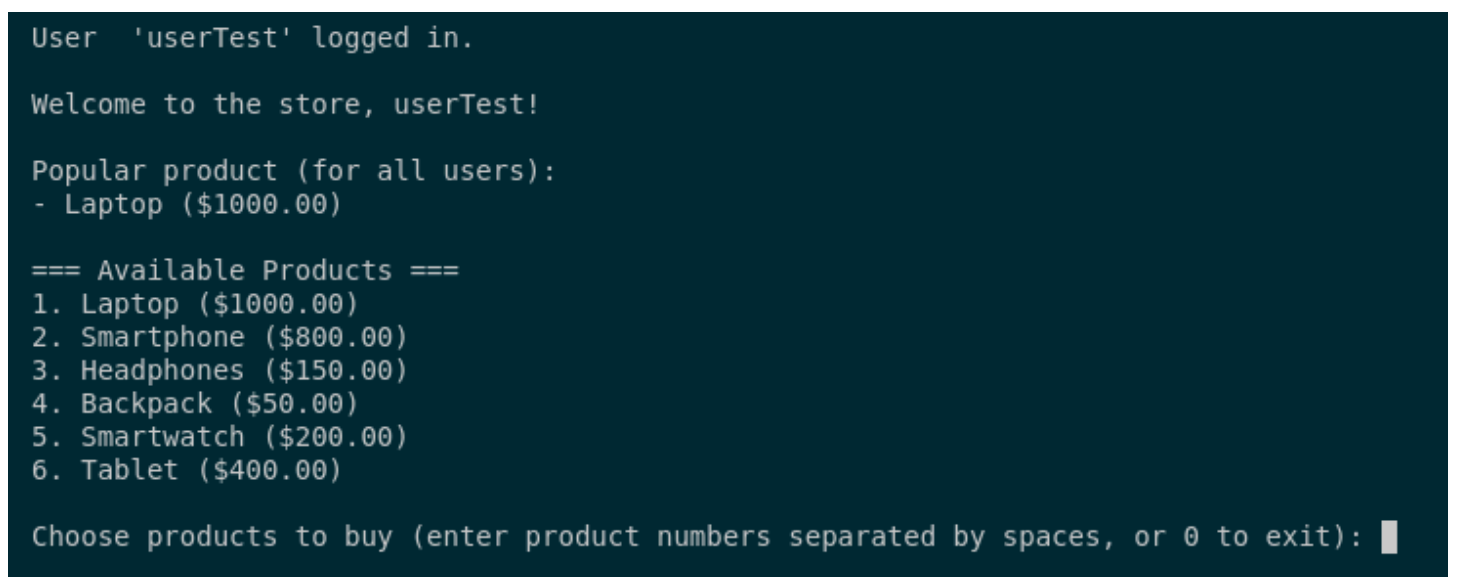 User  'userTest' logged in.
Welcome to the store, userTest!
Popular product (for all users):
- Laptop ($1000.00)
=== Available Products ===
1. Laptop ($1000.00)
2. Smartphone ($800.00)
3. Headphones ($150.00)
4. Backpack ($50.00)
5. Smartwatch ($200.00)
6. Tablet ($400.00)
Choose products to buy (enter product numbers separated by spaces, or 0 to exit):